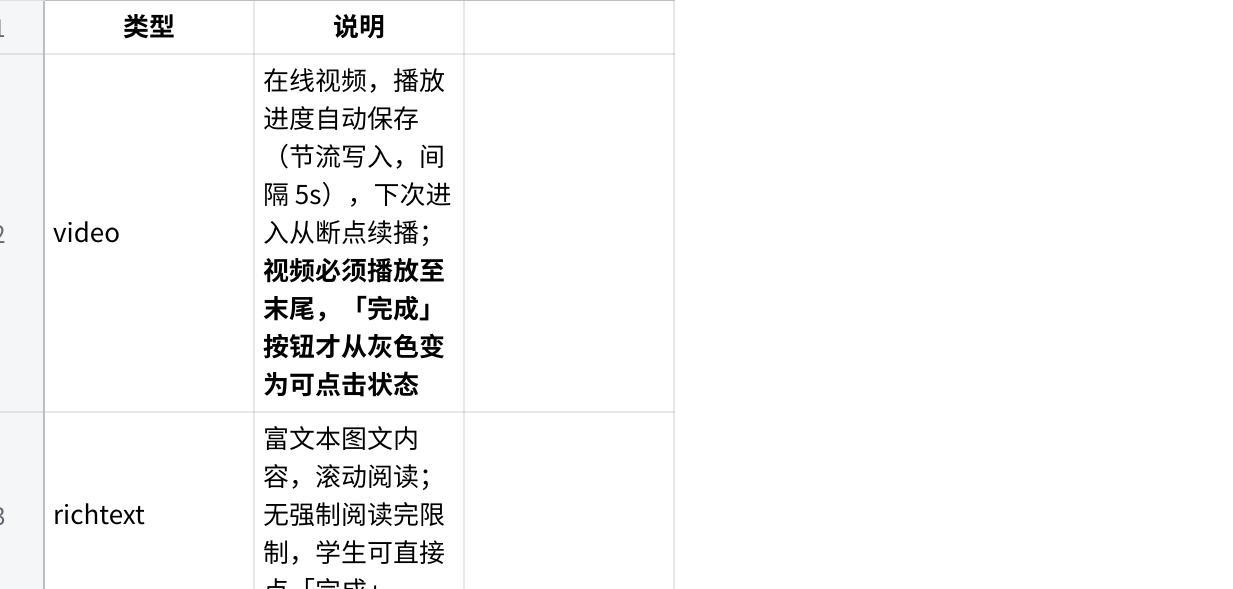 1
类型
说明
2
video
在线视频，播放
进度自动保存
（节流写入，间
隔 5s），下次进
入从断点续播；
视频必须播放至
末尾，「完成」
按钮才从灰色变
为可点击状态
3
richtext
富文本图文内
容，滚动阅读；
无强制阅读完限
制，学生可直接
点「完成」